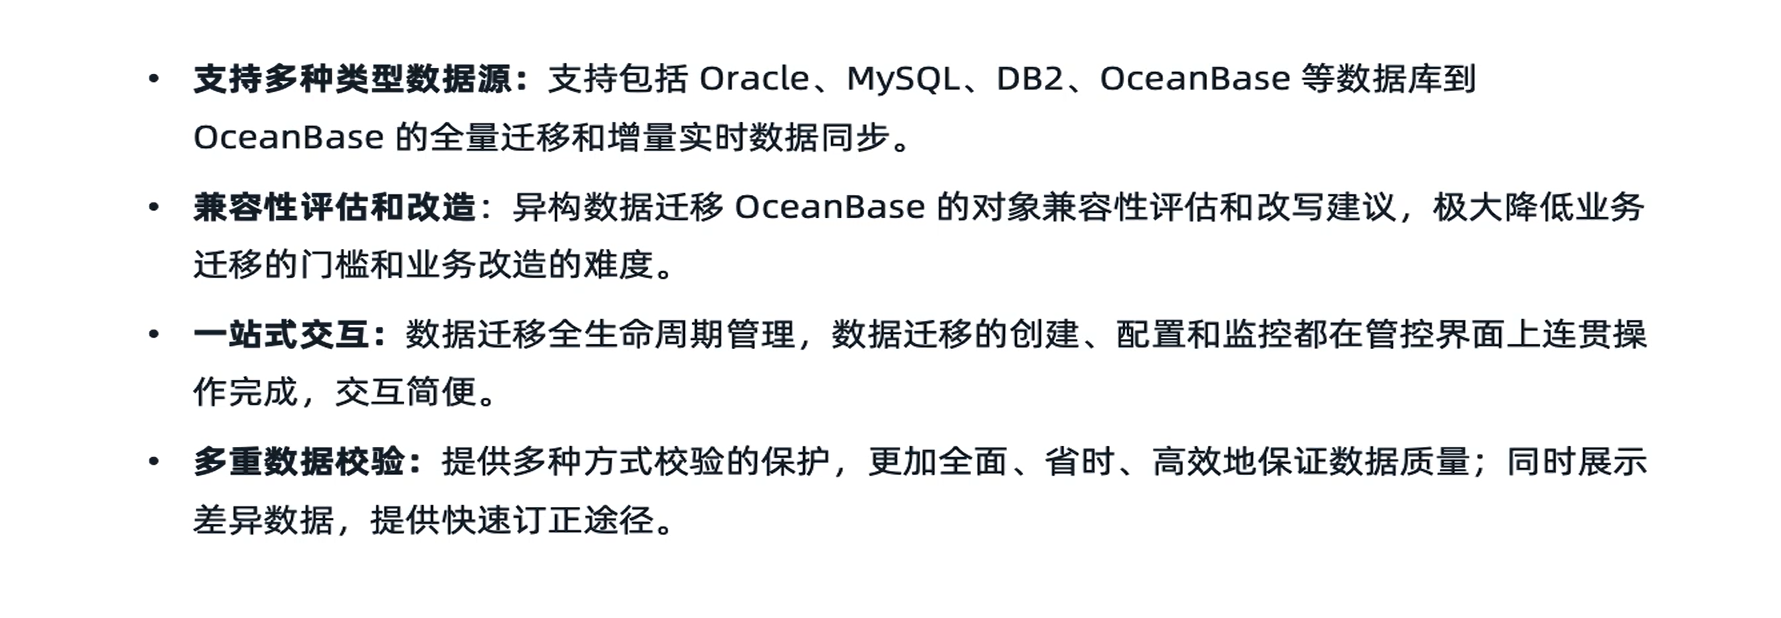 • 支持多种类型数据源：支持包括 Oracle、MySQL、DB2、OceanBase 等数据库到
OceanBase 的全量迁移和增量实时数据同步。
• 兼容性评估和改造：异构数据迁移 OceanBase 的对象兼容性评估和改写建议，极大降低业务
迁移的门槛和业务改造的难度。
• 一站式交互：数据迁移全生命周期管理，数据迁移的创建、配置和监控都在管控界面上连贯操
作完成，交互简便。
• 多重数据校验：提供多种方式校验的保护，更加全面、省时、高效地保证数据质量；同时展示
差异数据，提供快速订正途径。